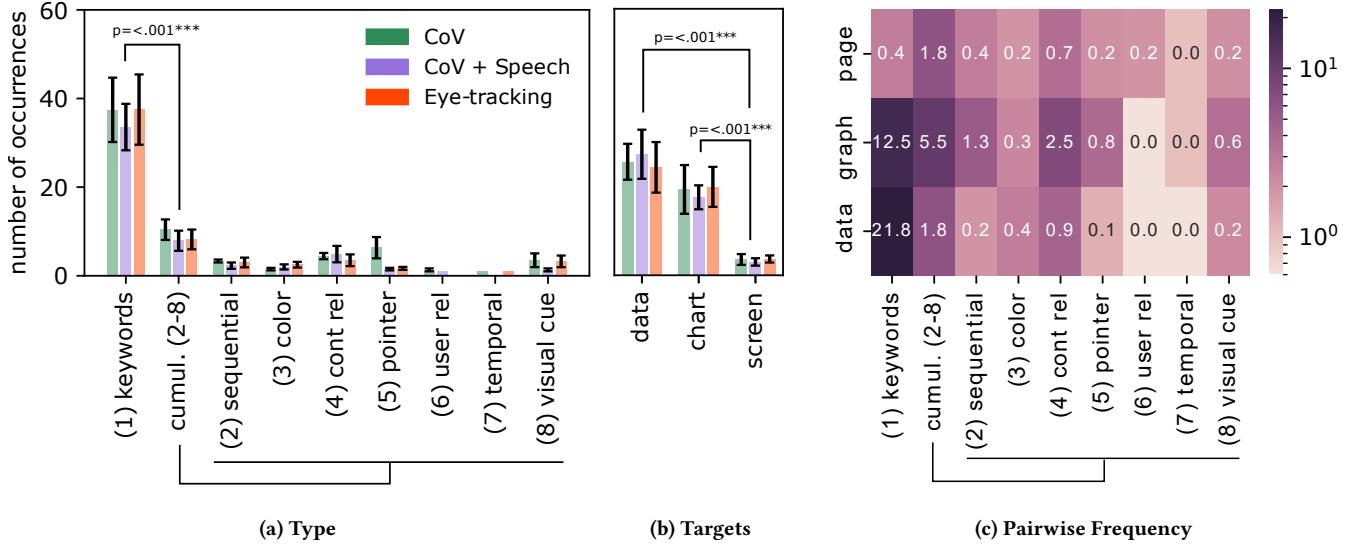 number of occurrences
60
40
20
0
p=<.001***
CoV
CoV + Speech
Eye-tracking
(1) keywords
cumul. (2-8)
(2) sequential
(3) color
(4) cont rel
(5) pointer
(6) user rel
(7) temporal
(8) visual cue
(a) Type
p=<.001***
p=<.001***
data
chart
screen
(b) Targets
page
0.4 1.8 0.4 0.2 0.7 0.2 0.2 0.0 0.2
graph
12.5 5.5 1.3 0.3 2.5 0.8 0.0 0.0 0.6
data
21.8 1.8 0.2 0.4 0.9 0.1 0.0 0.0 0.2
10¹
10⁰
(1) keywords
cumul. (2-8)
(2) sequential
(3) color
(4) cont rel
(5) pointer
(6) user rel
(7) temporal
(8) visual cue
(c) Pairwise Frequency